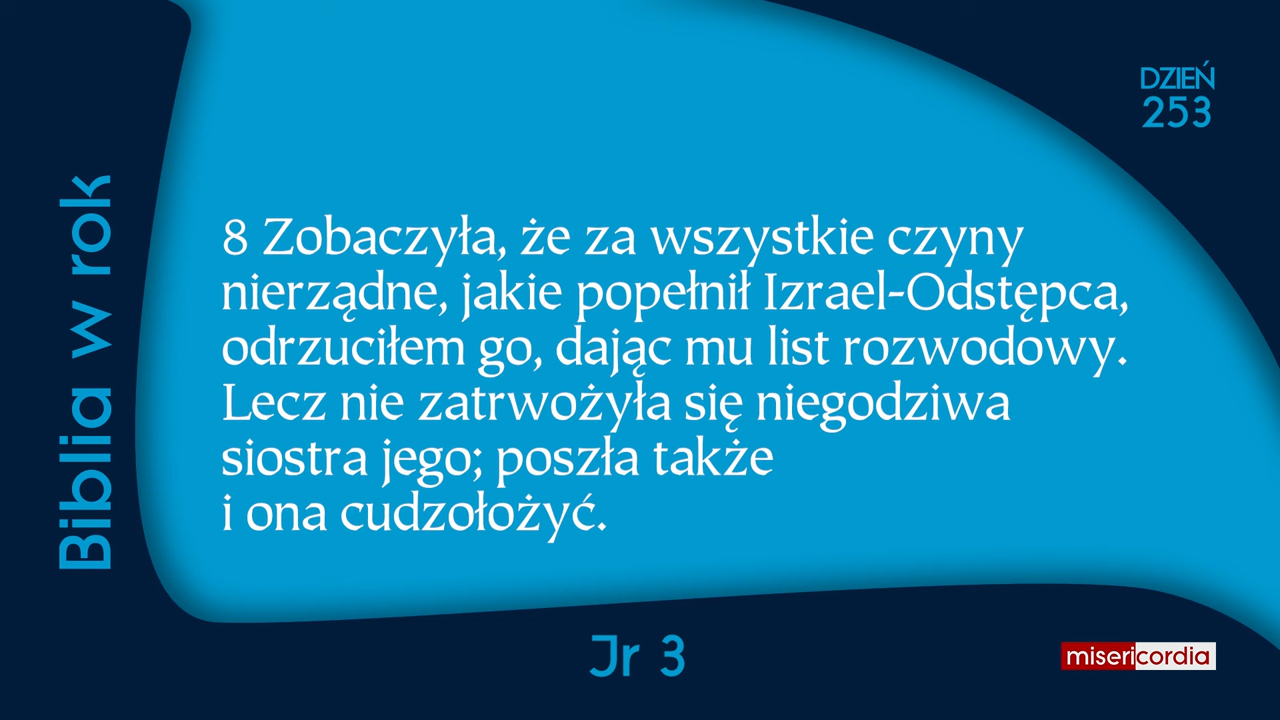 DZIEŃ
253
Biblia w rok
8 Zobaczyła, że za wszystkie czyny
nierządne, jakie popełnił Izrael-Odstępca,
odrzuciłem go, dając mu list rozwodowy.
Lecz nie zatrwożyła się niegodziwa
siostra jego; poszła także
i ona cudzołożyć.
Jr 3
misericordia